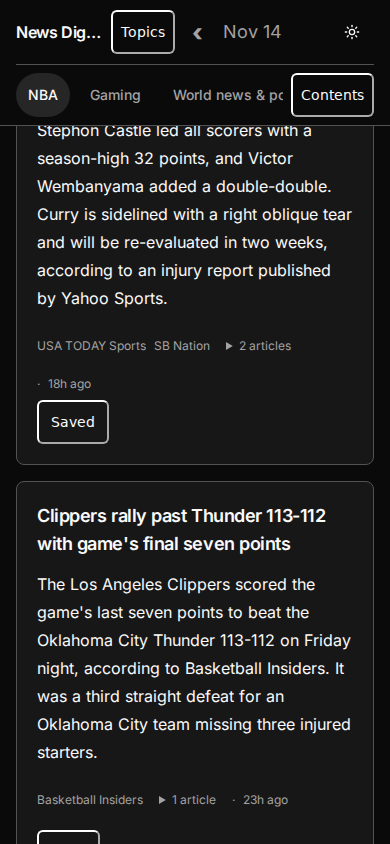 News Dig...
Topics
‹
Nov 14
NBA
Gaming
World news & po
Contents
Stephon Castle led all scorers with a
season-high 32 points, and Victor
Wembanyama added a double-double.
Curry is sidelined with a right oblique tear
and will be re-evaluated in two weeks,
according to an injury report published
by Yahoo Sports.
USA TODAY Sports SB Nation ▶ 2 articles
· 18h ago
Saved
Clippers rally past Thunder 113-112
with game's final seven points
The Los Angeles Clippers scored the
game's last seven points to beat the
Oklahoma City Thunder 113-112 on Friday
night, according to Basketball Insiders. It
was a third straight defeat for an
Oklahoma City team missing three injured
starters.
Basketball Insiders ▶ 1 article · 23h ago